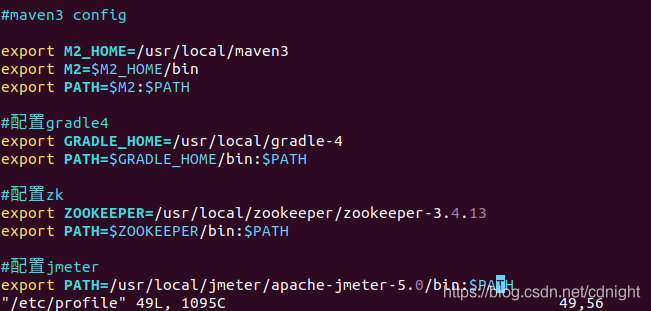 #maven3 config
export M2_HOME=/usr/local/maven3
export M2=$M2_HOME/bin
export PATH=$M2:$PATH
#配置gradle4
export GRADLE_HOME=/usr/local/gradle-4
export PATH=$GRADLE_HOME/bin:$PATH
#配置zk
export ZOOKEEPER=/usr/local/zookeeper/zookeeper-3.4.13
export PATH=$ZOOKEEPER/bin:$PATH
#配置jmeter
export PATH=/usr/local/jmeter/apache-jmeter-5.0/bin:$PATH
https://blog.csdn.net/cdnight
"/etc/profile" 49L, 1095C 49,56